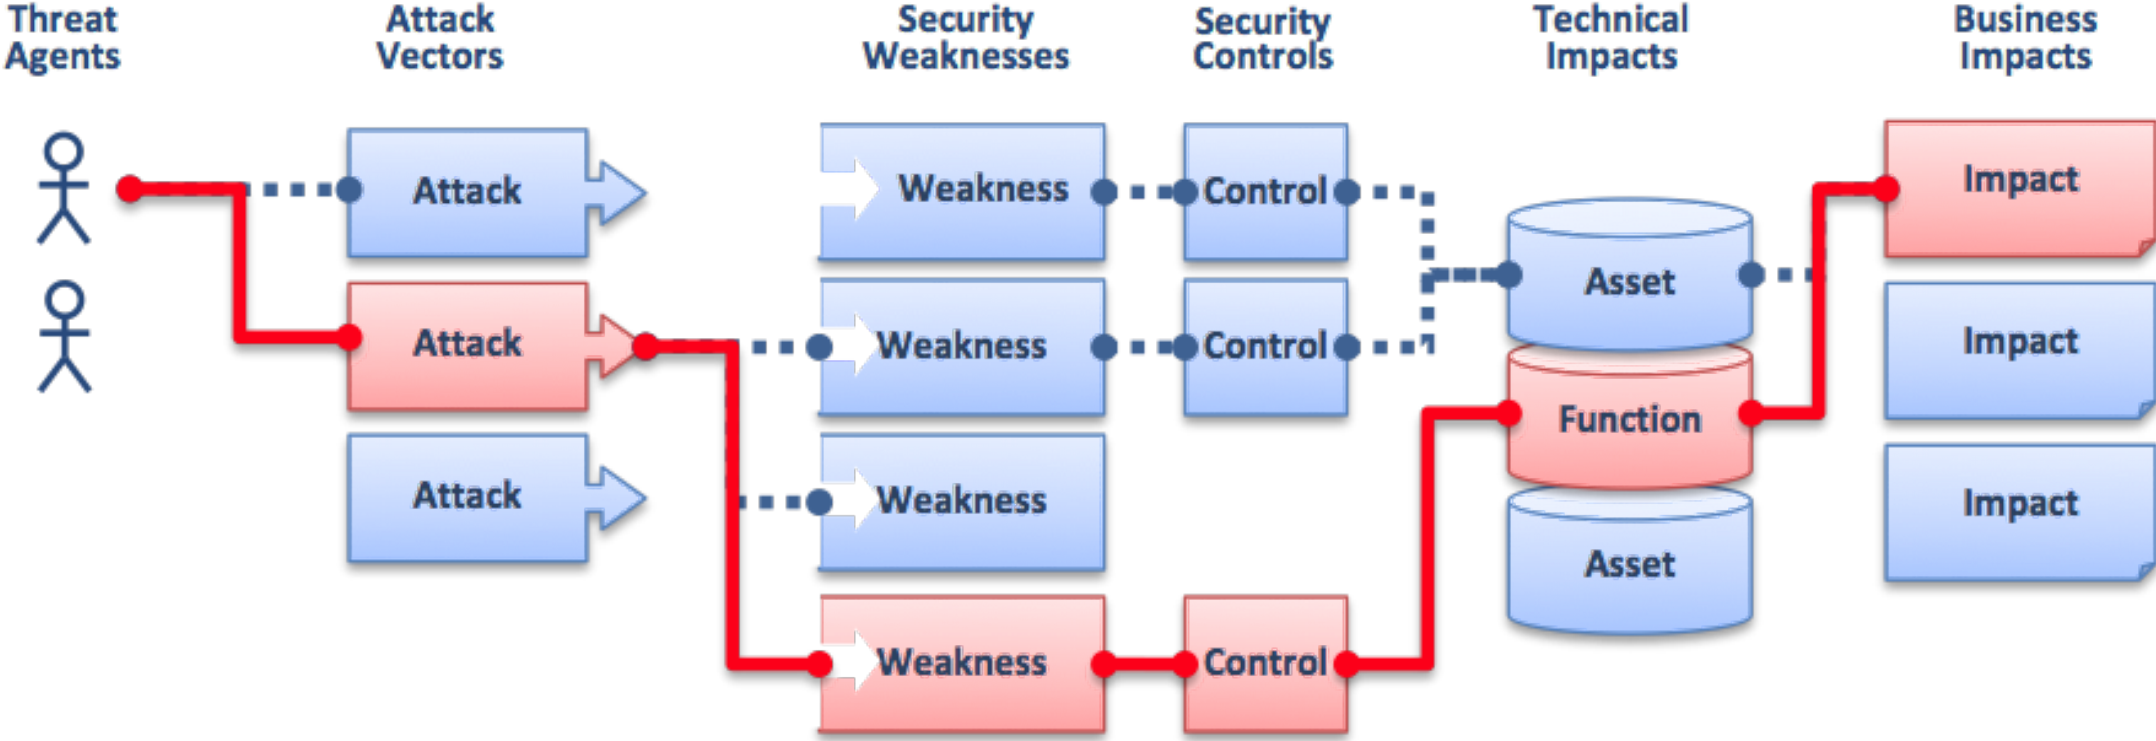 Threat
Agents
Attack
Vectors
Security
Weaknesses
Security
Controls
Technical
Impacts
Business
Impacts
Attack
Weakness
Control
Impact
Asset
Attack
Weakness
Control
Impact
Function
Attack
Weakness
Impact
Asset
Weakness
Control